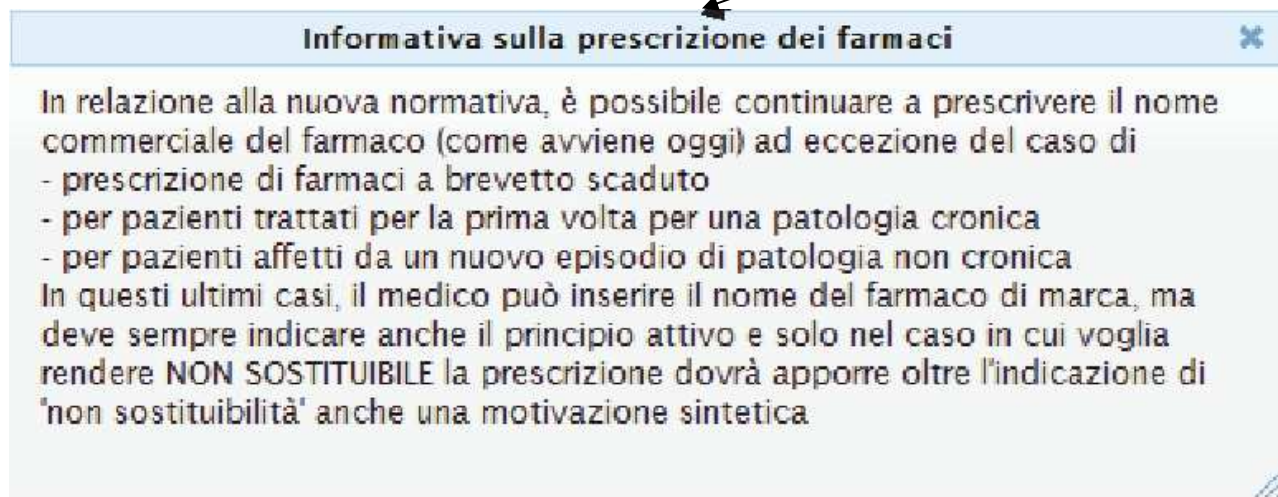 Informativa sulla prescrizione dei farmaci
In relazione alla nuova normativa, è possibile continuare a prescrivere il nome
commerciale del farmaco (come avviene oggi) ad eccezione del caso di
- prescrizione di farmaci a brevetto scaduto
- per pazienti trattati per la prima volta per una patologia cronica
- per pazienti affetti da un nuovo episodio di patologia non cronica
In questi ultimi casi, il medico può inserire il nome del farmaco di marca, ma
deve sempre indicare anche il principio attivo e solo nel caso in cui voglia
rendere NON SOSTITUIBILE la prescrizione dovrà apporre oltre l'indicazione di
'non sostituibilità' anche una motivazione sintetica